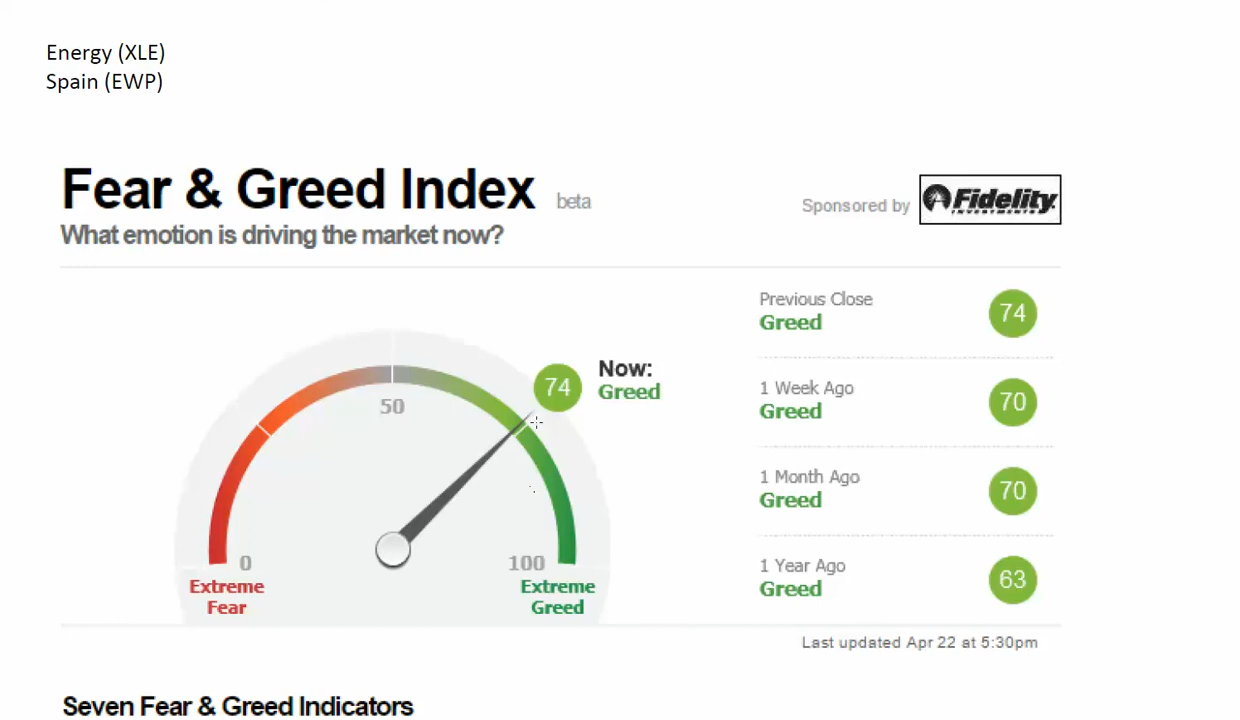 Energy (XLE)
Spain (EWP)
Fear & Greed Index beta
What emotion is driving the market now?
Sponsored by Fidelity INVESTMENTS
Previous Close
Greed
74
1 Week Ago
Greed
70
1 Month Ago
Greed
70
1 Year Ago
Greed
63
74
Now:
Greed
50
0
100
Extreme
Fear
Extreme
Greed
Last updated Apr 22 at 5:30pm
Seven Fear & Greed Indicators